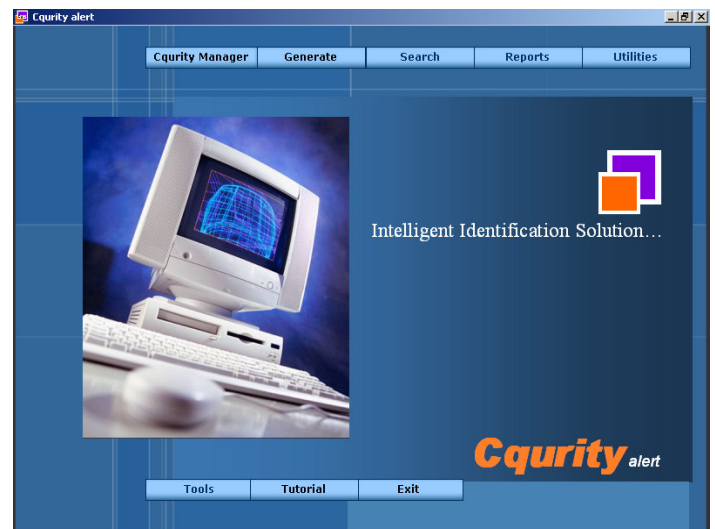 Cqurity alert
Cqurity Manager Generate Search Reports Utilities
Intelligent Identification Solution...
Cqurity alert
Tools Tutorial Exit